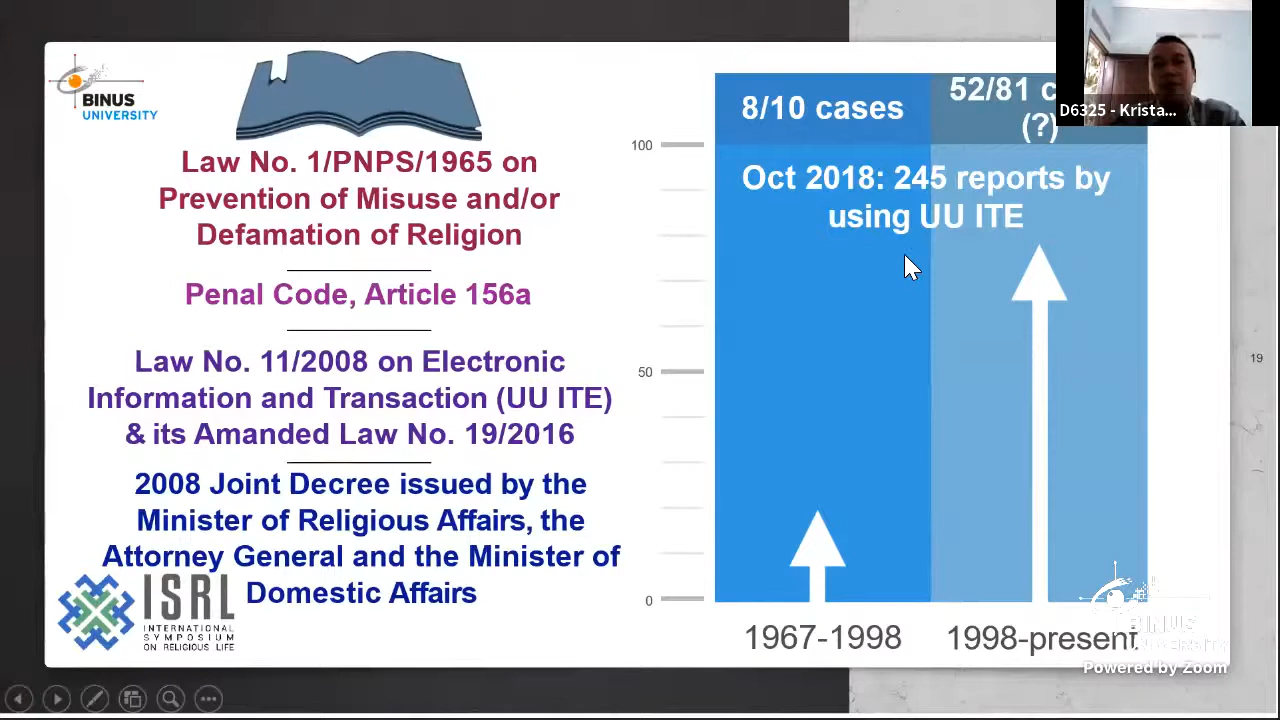 BINUS
UNIVERSITY
Law No. 1/PNPS/1965 on
Prevention of Misuse and/or
Defamation of Religion
Penal Code, Article 156a
Law No. 11/2008 on Electronic
Information and Transaction (UU ITE)
& its Amanded Law No. 19/2016
2008 Joint Decree issued by the
Minister of Religious Affairs, the
Attorney General and the Minister of
Domestic Affairs
ISRL
INTERNATIONAL
SYMPOSIUM
ON RELIGIOUS LIFE
100
50
0
8/10 cases
52/81 c
(?)
Oct 2018: 245 reports by
using UU ITE
1967-1998
1998-present
D6325 - Krista...
19
BINUS
UNIVERSITY
Powered by Zoom